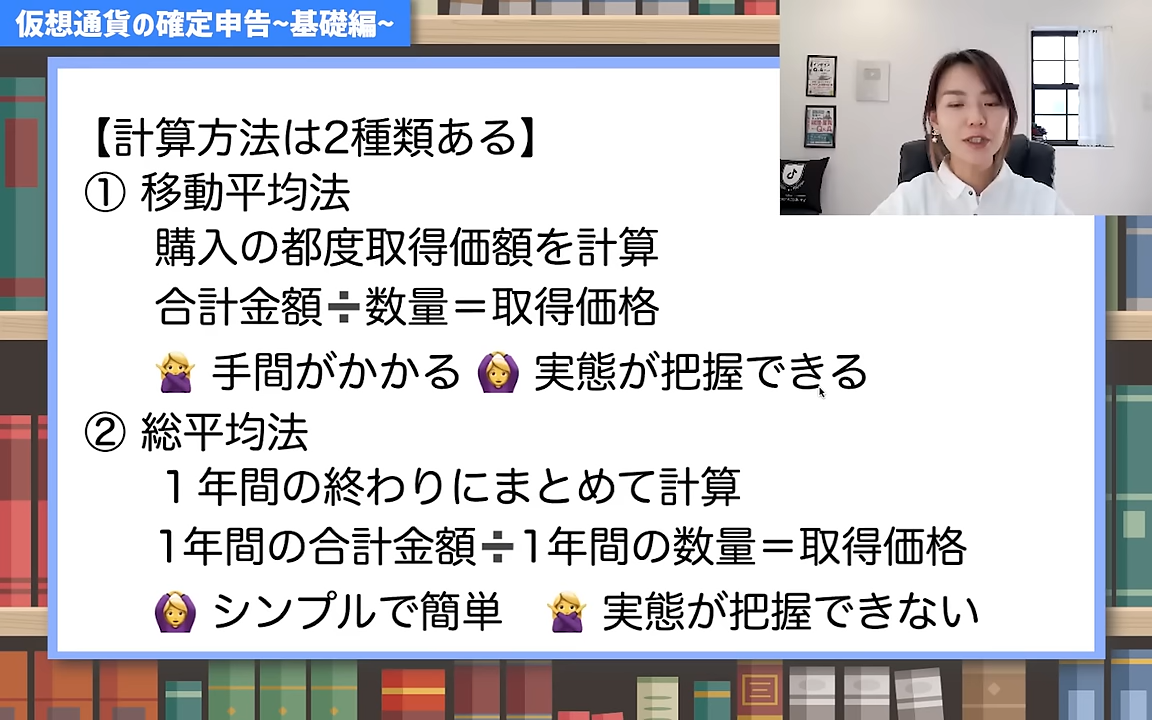 仮想通貨の確定申告~基礎編~
【計算方法は2種類ある】
① 移動平均法
購入の都度取得価額を計算
合計金額➗数量＝取得価格
🙅‍♀️ 手間がかかる 🙆‍♀️ 実態が把握できる
② 総平均法
１年間の終わりにまとめて計算
1年間の合計金額➗1年間の数量＝取得価格
🙆‍♀️ シンプルで簡単　🙅‍♀️ 実態が把握できない